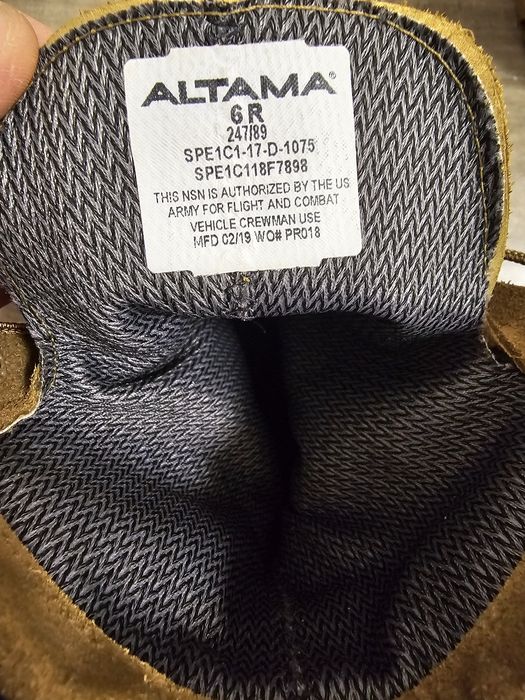 ALTAMA®
6 R
247/89
SPE1C1-17-D-1075
SPE1C118F7898
THIS NSN IS AUTHORIZED BY THE US
ARMY FOR FLIGHT AND COMBAT
VEHICLE CREWMAN USE
MFD 02/19 WO# PR018